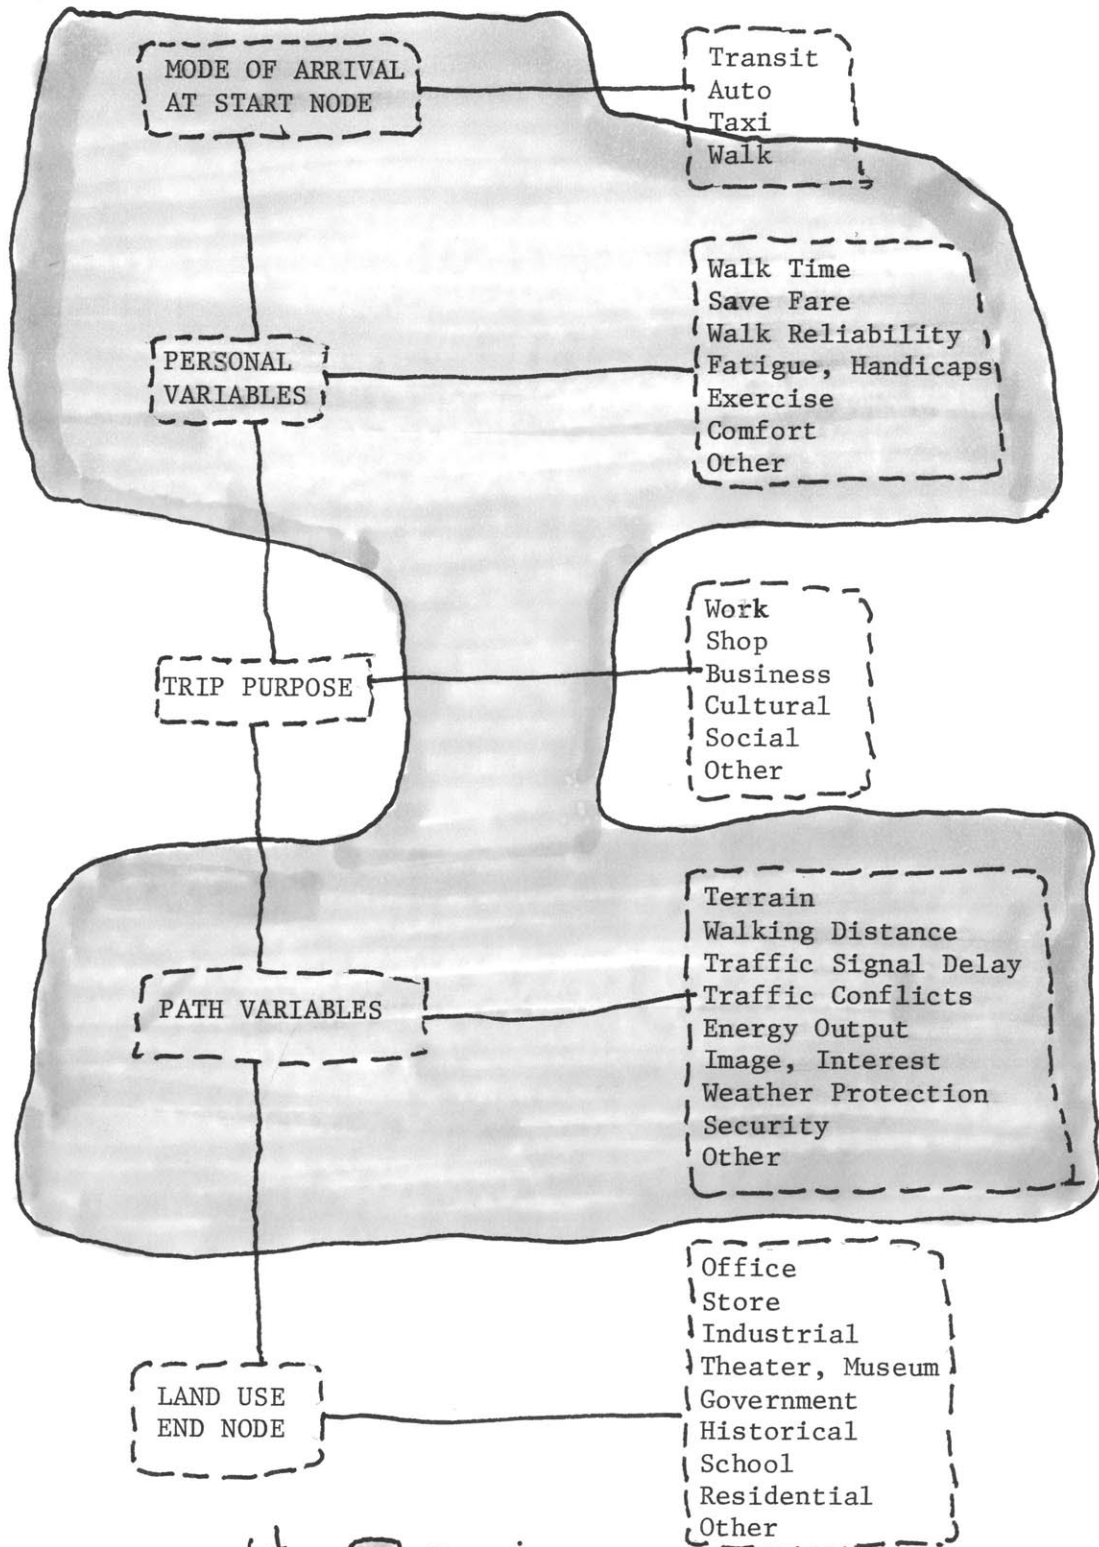 MODE OF ARRIVAL
AT START NODE
Transit
Auto
Taxi
Walk
PERSONAL
VARIABLES
Walk Time
Save Fare
Walk Reliability
Fatigue, Handicaps
Exercise
Comfort
Other
TRIP PURPOSE
Work
Shop
Business
Cultural
Social
Other
PATH VARIABLES
Terrain
Walking Distance
Traffic Signal Delay
Traffic Conflicts
Energy Output
Image, Interest
Weather Protection
Security
Other
LAND USE
END NODE
Office
Store
Industrial
Theater, Museum
Government
Historical
School
Residential
Other